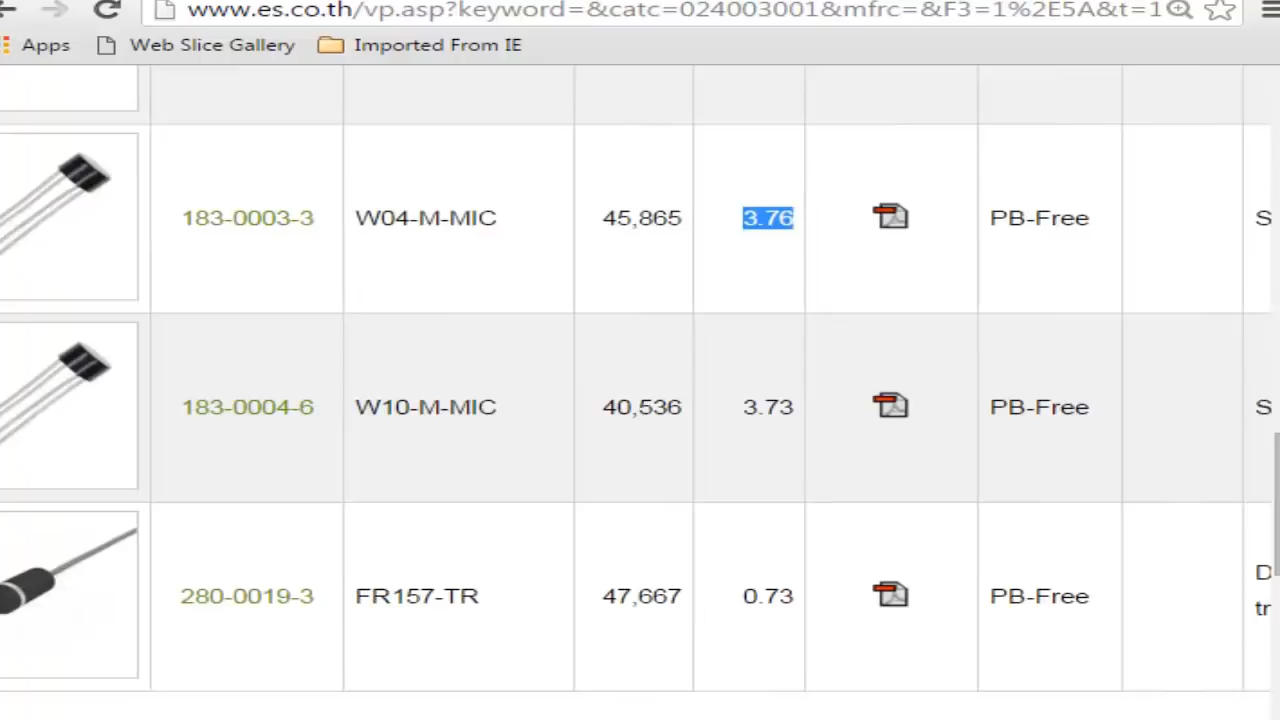 www.es.co.th/vp.asp?keyword=&catc=024003001&mfrc=&F3=1%2E5A&t=1
Apps Web Slice Gallery Imported From IE
183-0003-3 W04-M-MIC 45,865 3.76 PB-Free S
183-0004-6 W10-M-MIC 40,536 3.73 PB-Free S
280-0019-3 FR157-TR 47,667 0.73 PB-Free D
tr